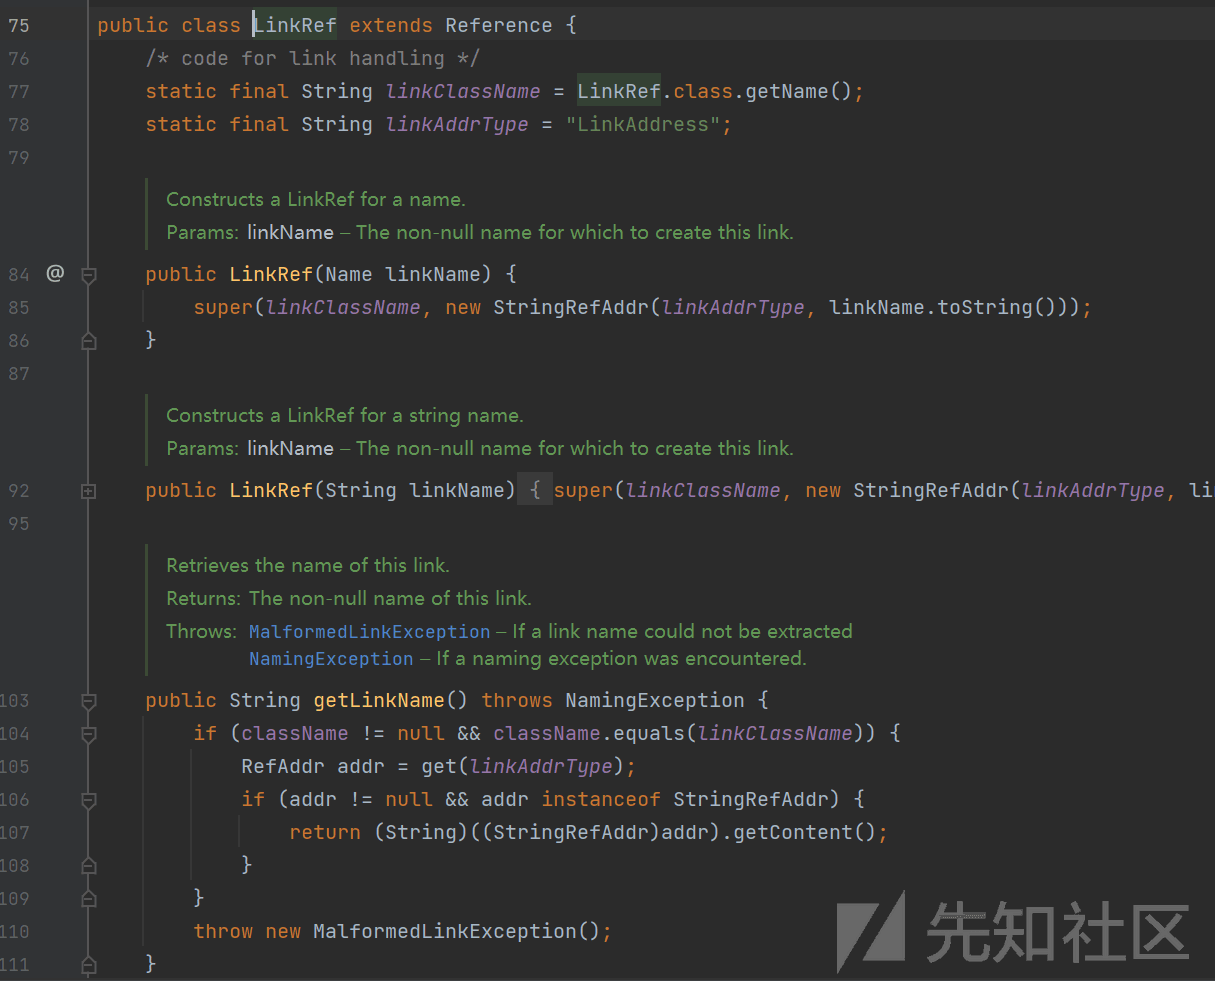 75 public class LinkRef extends Reference {
76 /* code for link handling */
77 static final String linkClassName = LinkRef.class.getName();
78 static final String linkAddrType = "LinkAddress";
79
Constructs a LinkRef for a name.
Params: linkName – The non-null name for which to create this link.
84 @ public LinkRef(Name linkName) {
85 super(linkClassName, new StringRefAddr(linkAddrType, linkName.toString()));
86 }
87
Constructs a LinkRef for a string name.
Params: linkName – The non-null name for which to create this link.
92 public LinkRef(String linkName) { super(linkClassName, new StringRefAddr(linkAddrType, li
95
Retrieves the name of this link.
Returns: The non-null name of this link.
Throws: MalformedLinkException – If a link name could not be extracted
NamingException – If a naming exception was encountered.
103 public String getLinkName() throws NamingException {
104 if (className != null && className.equals(linkClassName)) {
105 RefAddr addr = get(linkAddrType);
106 if (addr != null && addr instanceof StringRefAddr) {
107 return (String)((StringRefAddr)addr).getContent();
108 }
109 }
110 throw new MalformedLinkException();
111 }
先知社区